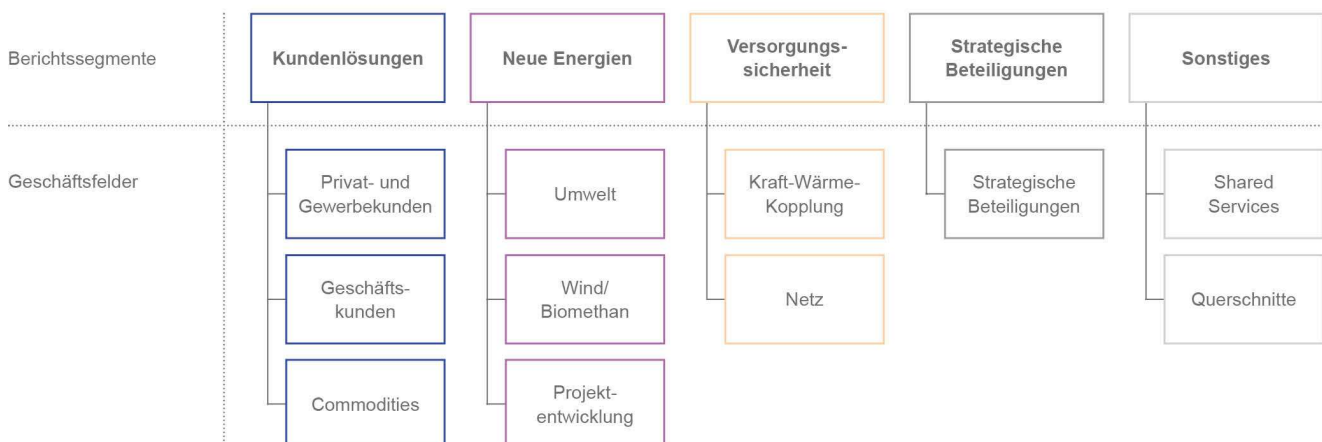 Berichtssegmente
Kundenlösungen
Neue Energien
Versorgungs-
sicherheit
Strategische
Beteiligungen
Sonstiges
Geschäftsfelder
Privat- und
Gewerbekunden
Umwelt
Kraft-Wärme-
Kopplung
Strategische
Beteiligungen
Shared
Services
Geschäfts-
kunden
Wind/
Biomethan
Netz
Querschnitte
Commodities
Projekt-
entwicklung